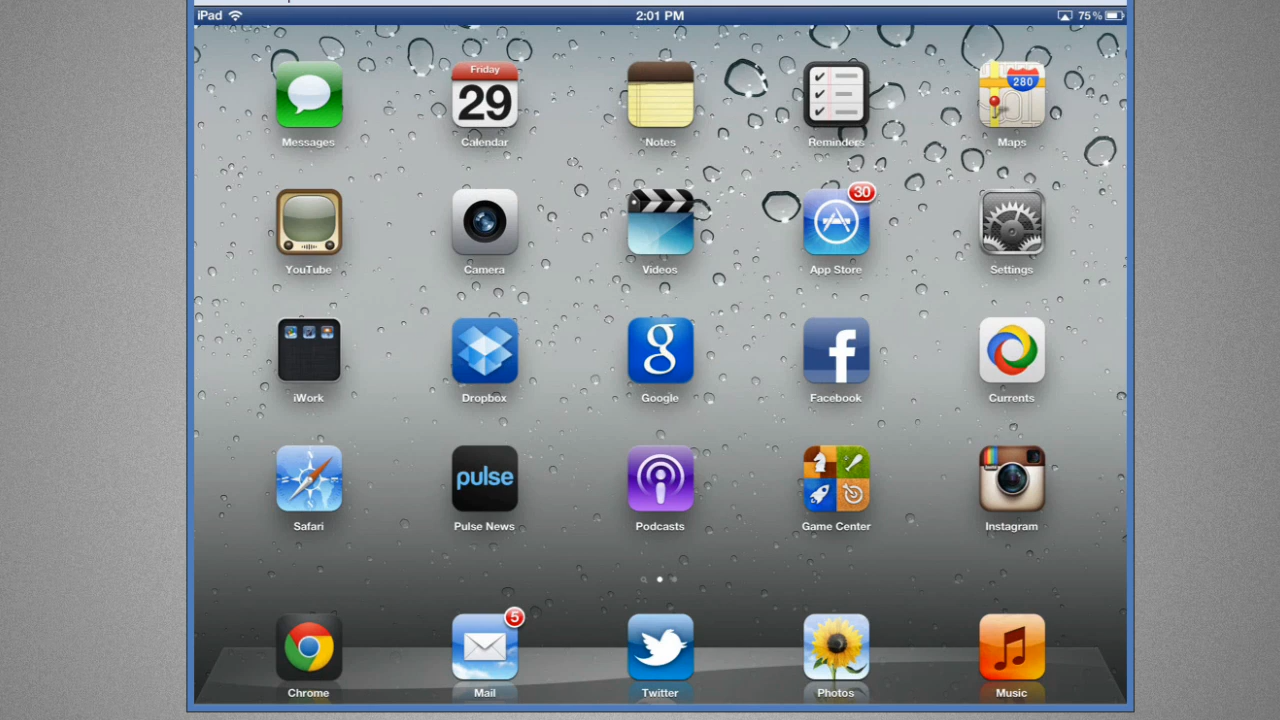 iPad 2:01 PM 75%
Friday
29
280
Messages Calendar Notes Reminders Maps
30
YouTube Camera Videos App Store Settings
g f
iWork Dropbox Google Facebook Currents
pulse
Safari Pulse News Podcasts Game Center Instagram
5
Chrome Mail Twitter Photos Music